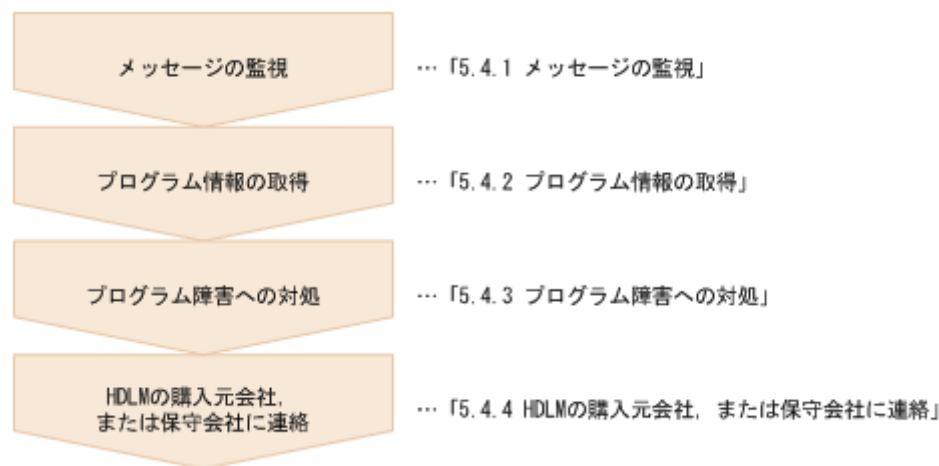 メッセージの監視 … 「5.4.1 メッセージの監視」
プログラム情報の取得 … 「5.4.2 プログラム情報の取得」
プログラム障害への対処 … 「5.4.3 プログラム障害への対処」
HDLMの購入元会社,
または保守会社に連絡 … 「5.4.4 HDLMの購入元会社, または保守会社に連絡」